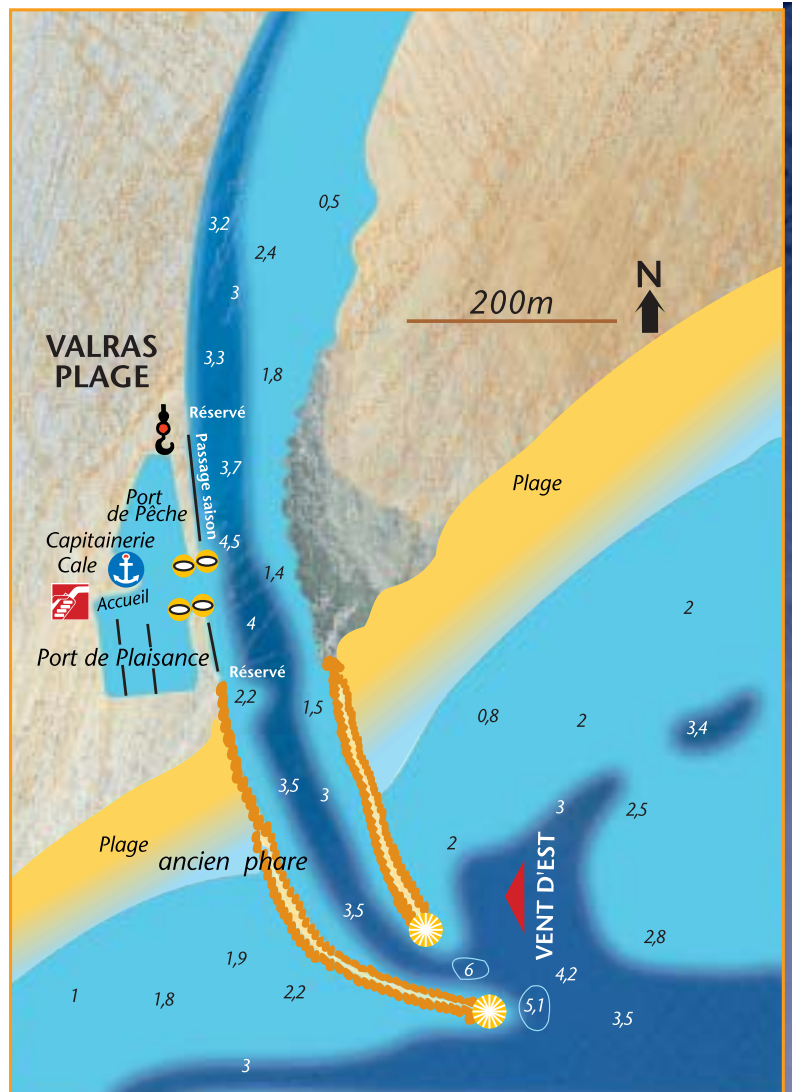 0,5
3,2
2,4
3
N
200m
VALRAS
PLAGE
3,3
1,8
Réservé
Passage saison
3,7
Plage
Port
de Pêche
4,5
Capitainerie
Cale
1,4
Accueil
2
4
Port de Plaisance
Réservé
2,2
1,5
0,8
2
3,4
3,5
3
3
2,5
Plage
ancien phare
2
VENT D'EST
3,5
2,8
1,9
6
4,2
1
1,8
2,2
5,1
3,5
3